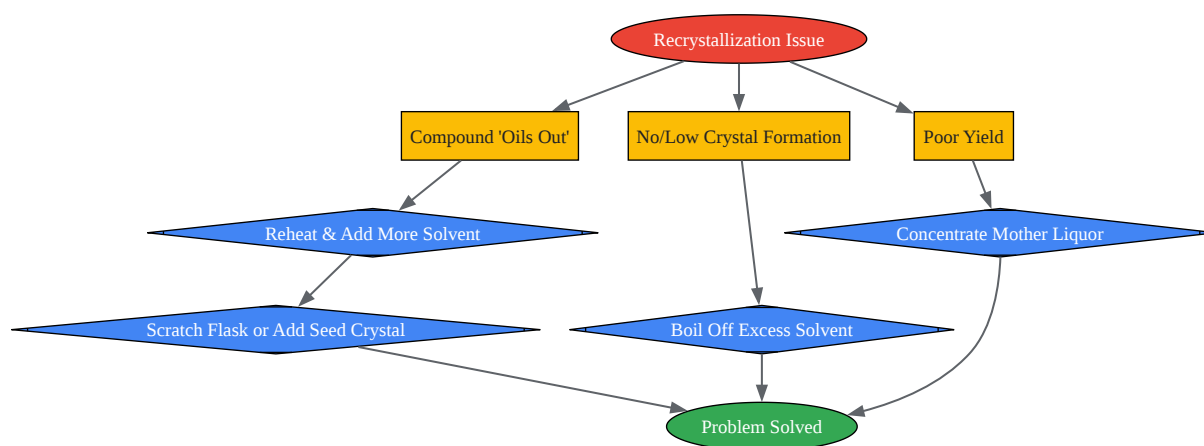 Recrystallization Issue
Compound 'Oils Out'
No/Low Crystal Formation
Poor Yield
Reheat & Add More Solvent
Concentrate Mother Liquor
Scratch Flask or Add Seed Crystal
Boil Off Excess Solvent
Problem Solved